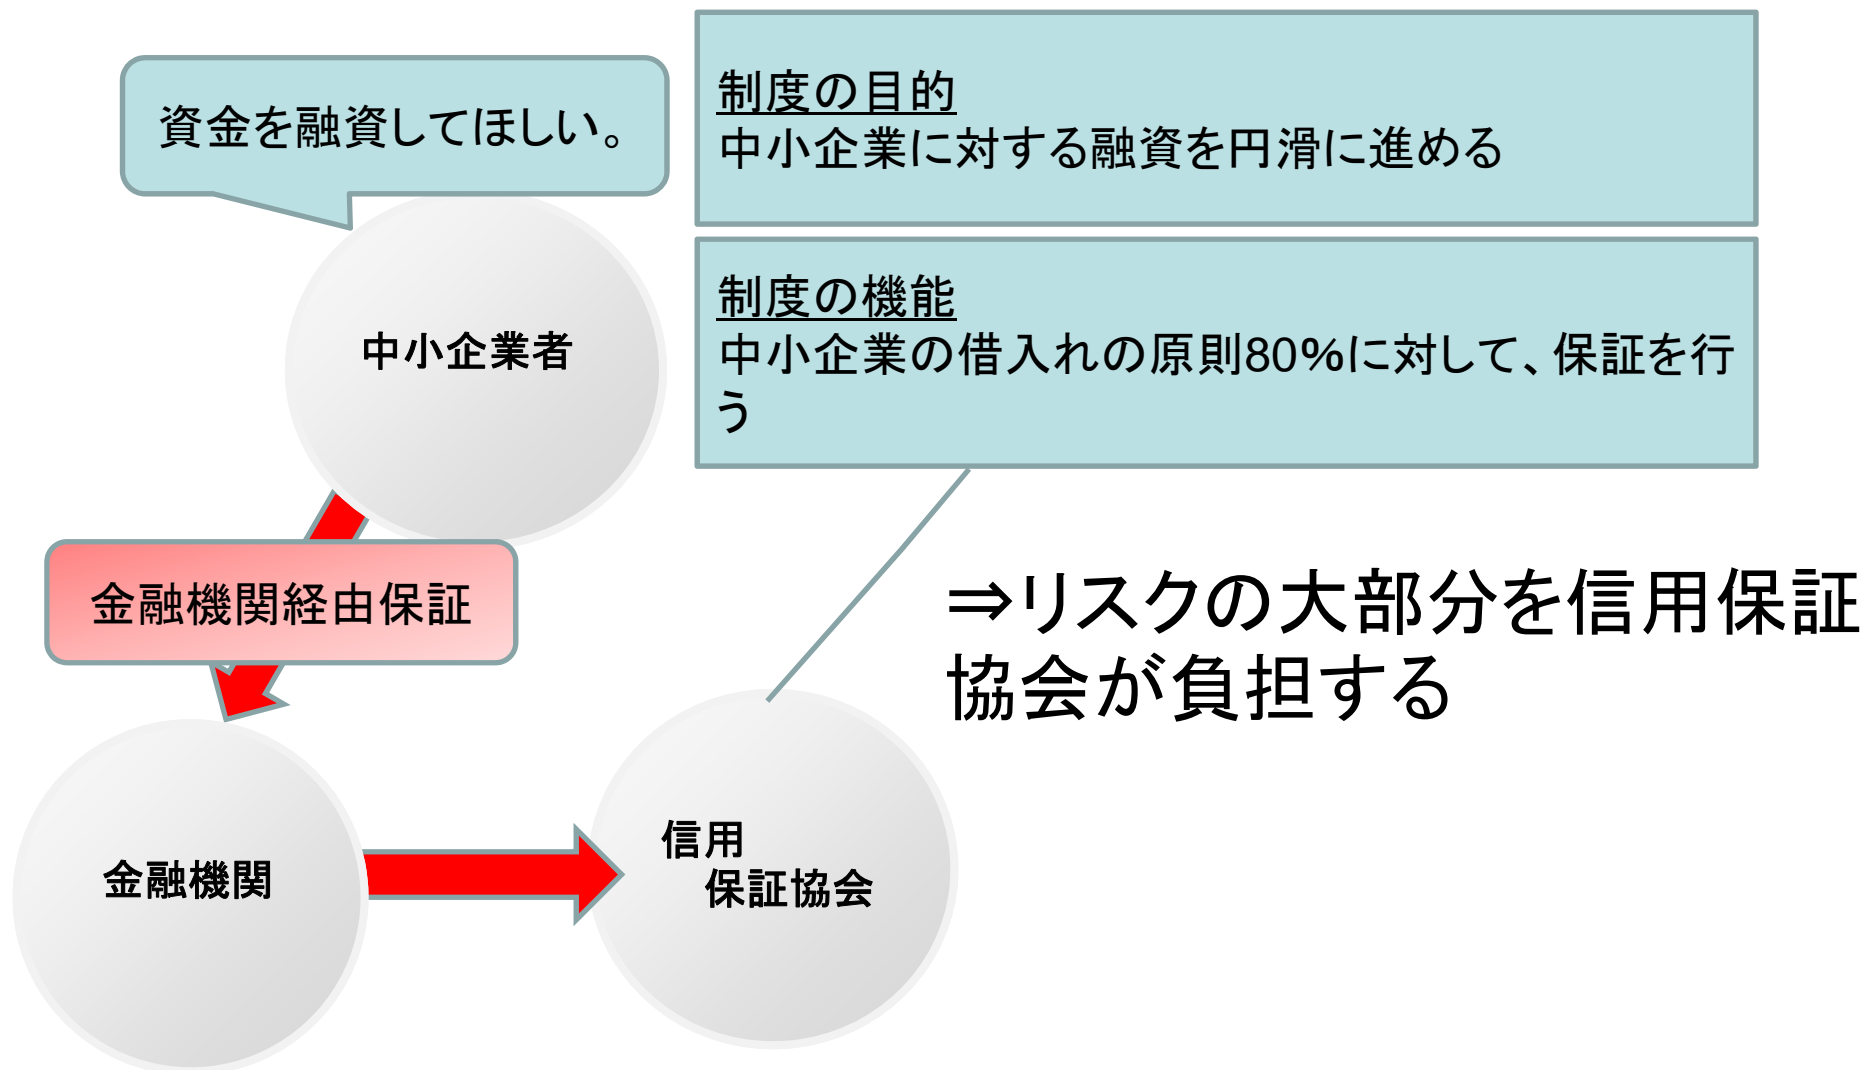 資金を融資してほしい。
制度の目的
中小企業に対する融資を円滑に進める
制度の機能
中小企業の借入れの原則80%に対して、保証を行
う
中小企業者
金融機関経由保証
⇒リスクの大部分を信用保証
協会が負担する
金融機関
信用
保証協会